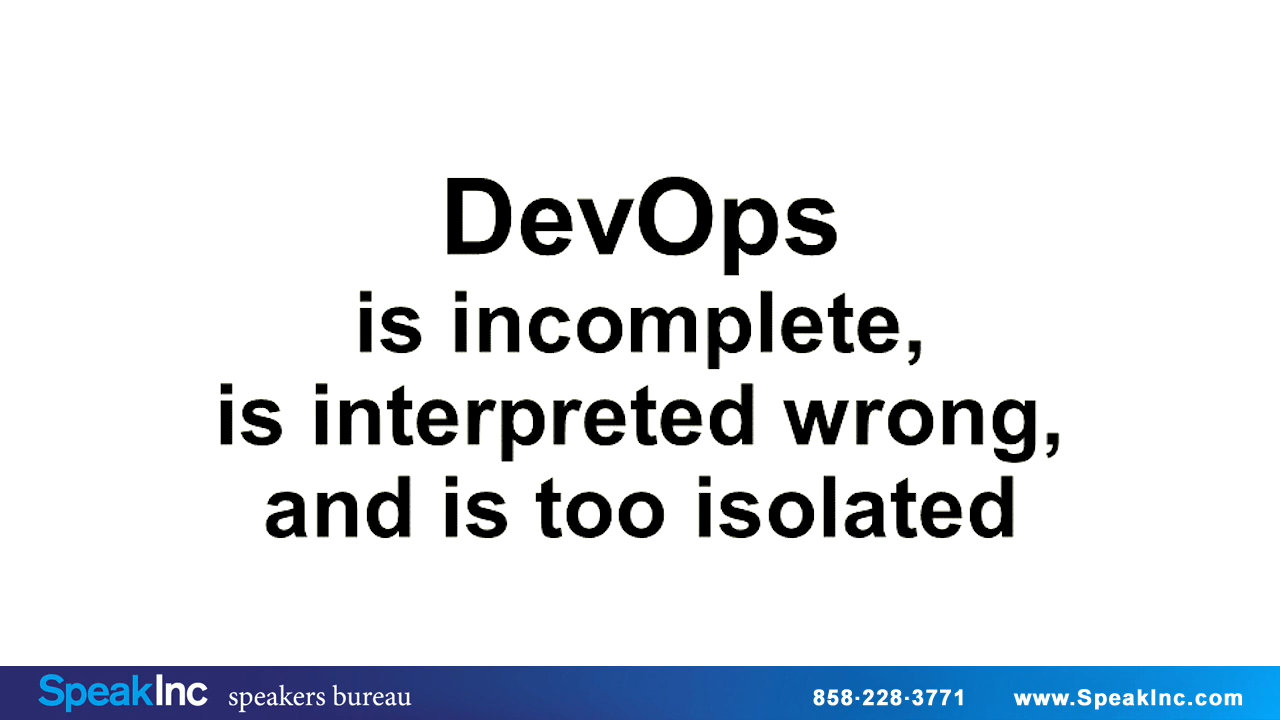 DevOps
is incomplete,
is interpreted wrong,
and is too isolated
SpeakInc speakers bureau 858-228-3771 www.SpeakInc.com